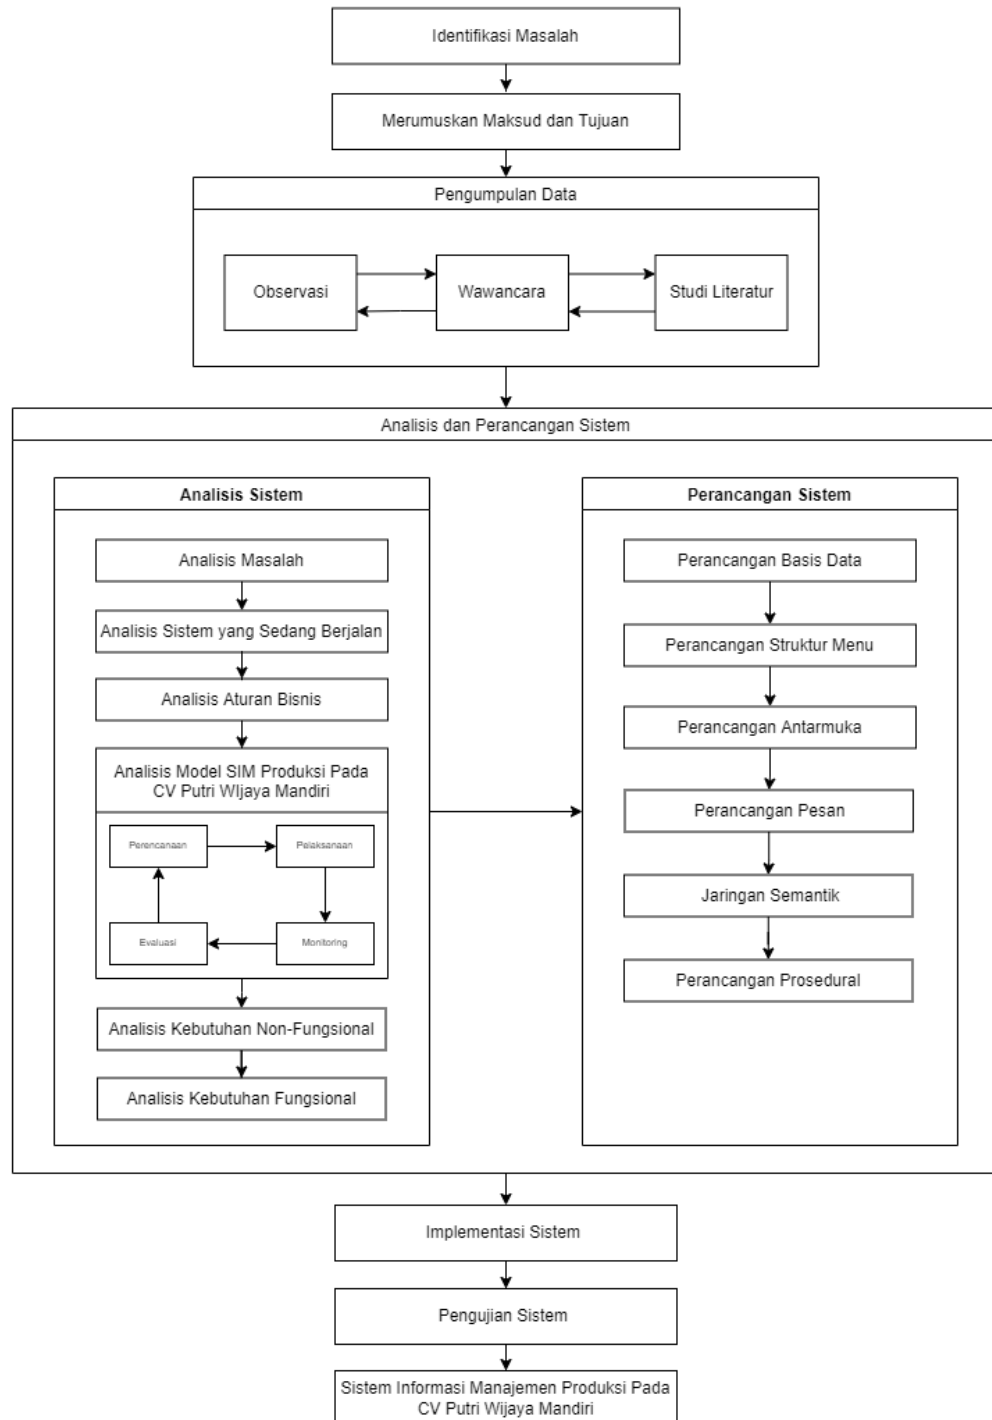 Identifikasi Masalah
Merumuskan Maksud dan Tujuan
Pengumpulan Data
Observasi
Wawancara
Studi Literatur
Analisis dan Perancangan Sistem
Analisis Sistem
Analisis Masalah
Analisis Sistem yang Sedang Berjalan
Analisis Aturan Bisnis
Analisis Model SIM Produksi Pada
CV Putri WIjaya Mandiri
Perencanaan
Pelaksanaan
Evaluasi
Monitoring
Analisis Kebutuhan Non-Fungsional
Analisis Kebutuhan Fungsional
Perancangan Sistem
Perancangan Basis Data
Perancangan Struktur Menu
Perancangan Antarmuka
Perancangan Pesan
Jaringan Semantik
Perancangan Prosedural
Implementasi Sistem
Pengujian Sistem
Sistem Informasi Manajemen Produksi Pada
CV Putri Wijaya Mandiri